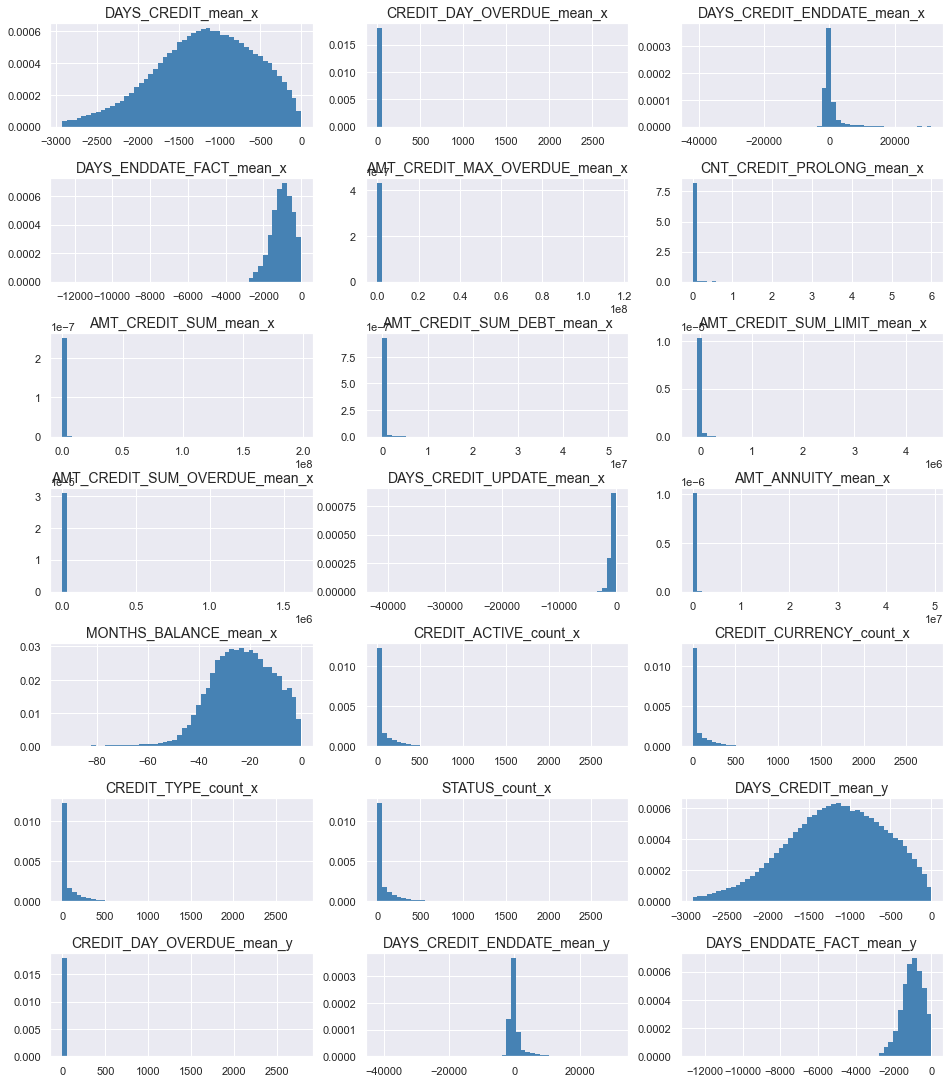 DAYS_CREDIT_mean_x CREDIT_DAY_OVERDUE_mean_x DAYS_CREDIT_ENDDATE_mean_x
0.0006
0.0004
0.0002
0.0000
−3000 −2500 −2000 −1500 −1000 −500 0
0.015
0.010
0.005
0.000
0 500 1000 1500 2000 2500
0.0003
0.0002
0.0001
0.0000
−40000 −20000 0 20000
DAYS_ENDDATE_FACT_mean_x AMT_CREDIT_MAX_OVERDUE_mean_x CNT_CREDIT_PROLONG_mean_x
0.0006
0.0004
0.0002
0.0000
−12000 −10000 −8000 −6000 −4000 −2000 0
1e−7
4
2
0
0.0 0.2 0.4 0.6 0.8 1.0 1.2
1e8
7.5
5.0
2.5
0.0
0 1 2 3 4 5 6
AMT_CREDIT_SUM_mean_x AMT_CREDIT_SUM_DEBT_mean_x AMT_CREDIT_SUM_LIMIT_mean_x
1e−7
2
1
0
0.0 0.5 1.0 1.5 2.0
1e8
1e−7
7.5
5.0
2.5
0.0
0 1 2 3 4 5
1e7
1.0
0.5
0.0
0 1 2 3 4
1e6
AMT_CREDIT_SUM_OVERDUE_mean_x DAYS_CREDIT_UPDATE_mean_x AMT_ANNUITY_mean_x
3
2
1
0
0.0 0.5 1.0 1.5
1e6
0.00075
0.00050
0.00025
0.00000
−40000 −30000 −20000 −10000 0
1e−6
1.0
0.5
0.0
0 1 2 3 4 5
1e7
MONTHS_BALANCE_mean_x CREDIT_ACTIVE_count_x CREDIT_CURRENCY_count_x
0.03
0.02
0.01
0.00
−80 −60 −40 −20 0
0.010
0.005
0.000
0 500 1000 1500 2000 2500
0.010
0.005
0.000
0 500 1000 1500 2000 2500
CREDIT_TYPE_count_x STATUS_count_x DAYS_CREDIT_mean_y
0.010
0.005
0.000
0 500 1000 1500 2000 2500
0.010
0.005
0.000
0 500 1000 1500 2000 2500
0.0006
0.0004
0.0002
0.0000
−3000 −2500 −2000 −1500 −1000 −500 0
CREDIT_DAY_OVERDUE_mean_y DAYS_CREDIT_ENDDATE_mean_y DAYS_ENDDATE_FACT_mean_y
0.015
0.010
0.005
0.000
0 500 1000 1500 2000 2500
0.0003
0.0002
0.0001
0.0000
−40000 −20000 0 20000
0.0006
0.0004
0.0002
0.0000
−12000 −10000 −8000 −6000 −4000 −2000 0